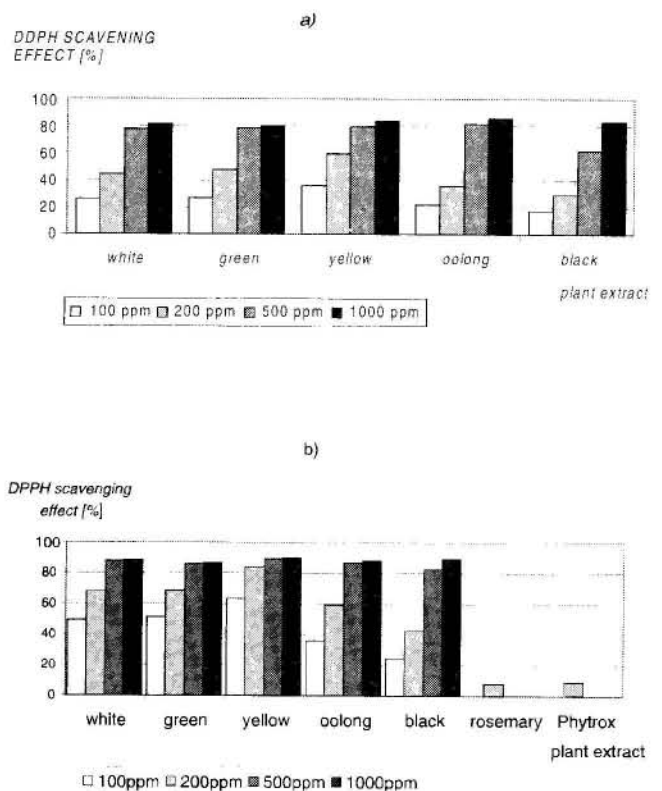 a)
DDPH SCAVENING
EFFECT [%]
100
80
60
40
20
0
white green yellow oolong black
plant extract
100 ppm 200 ppm 500 ppm 1000 ppm
b)
DPPH scavenging
effect [%]
100
80
60
40
20
0
white green yellow oolong black rosemary Phytrox
plant extract
100ppm 200ppm 500ppm 1000ppm